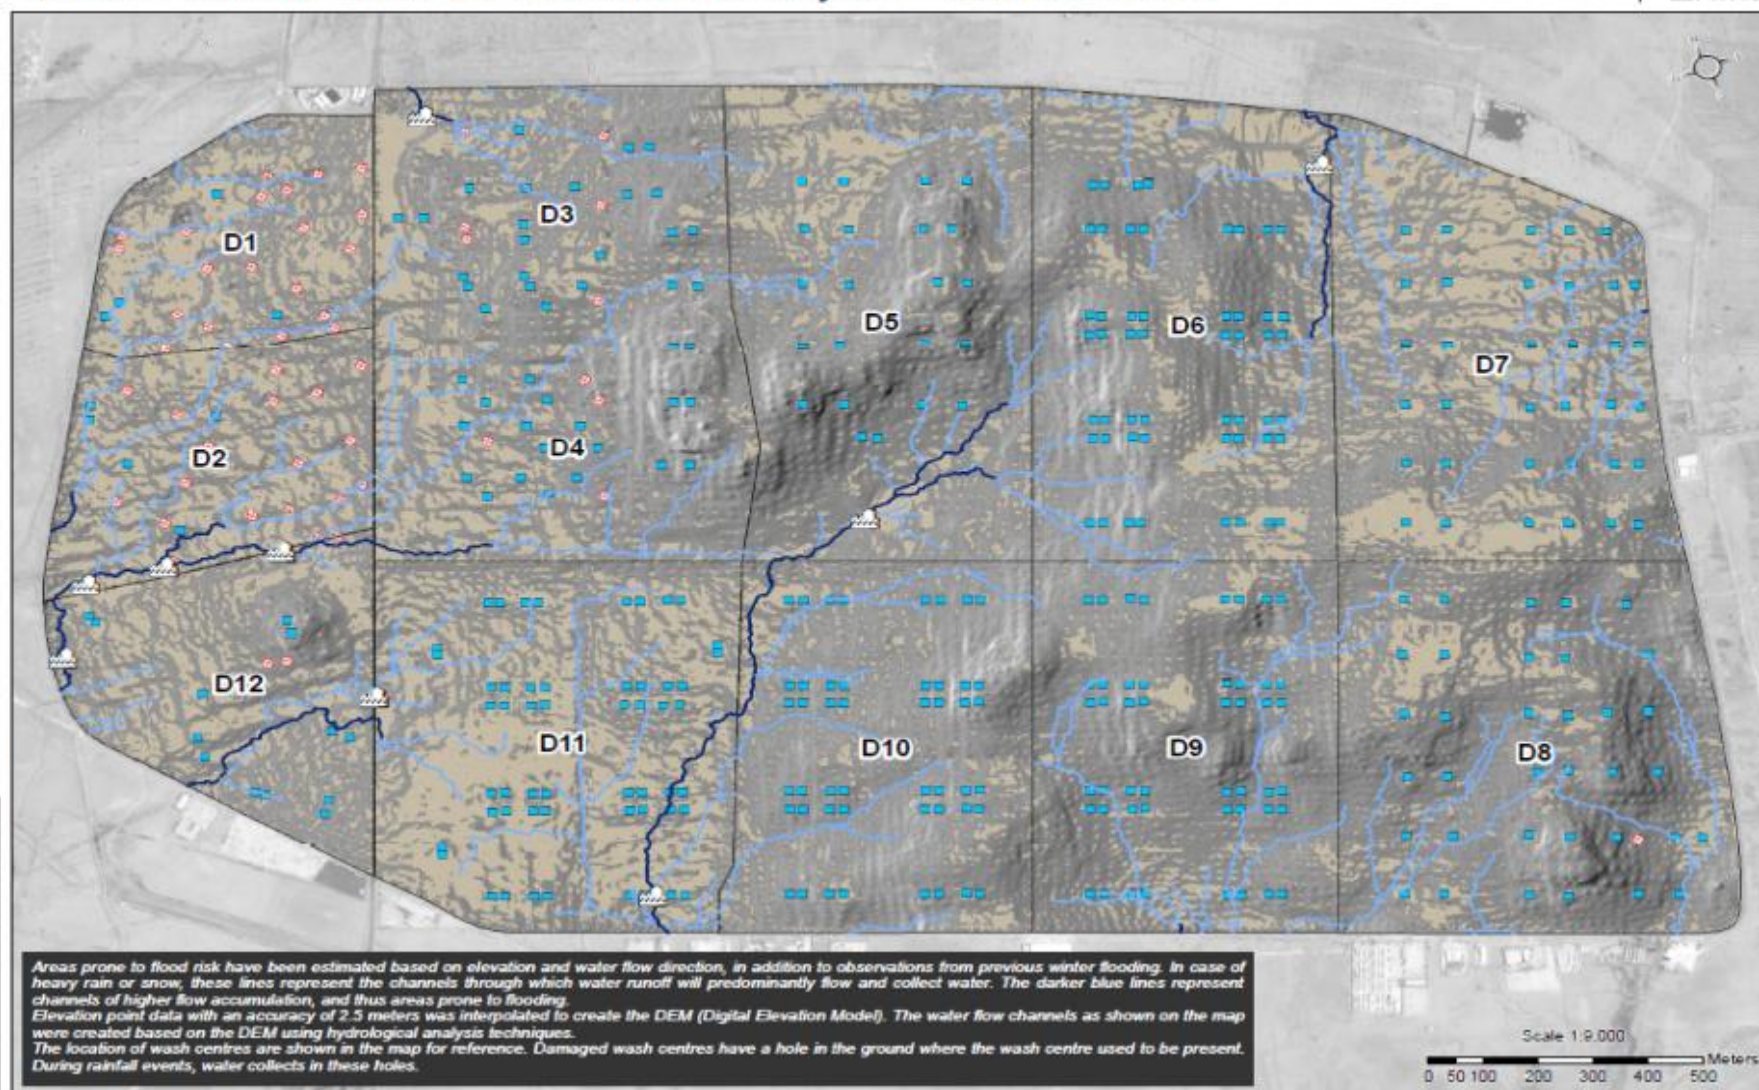 D1
D3
D5
D6
D7
D2
D4
D12
D11
D10
D9
D8
Areas prone to flood risk have been estimated based on elevation and water flow direction, in addition to observations from previous winter flooding. In case of
heavy rain or snow, these lines represent the channels through which water runoff will predominantly flow and collect water. The darker blue lines represent
channels of higher flow accumulation, and thus areas prone to flooding.
Elevation point data with an accuracy of 2.5 meters was interpolated to create the DEM (Digital Elevation Model). The water flow channels as shown on the map
were created based on the DEM using hydrological analysis techniques.
The location of wash centres are shown in the map for reference. Damaged wash centres have a hole in the ground where the wash centre used to be present.
During rainfall events, water collects in these holes.
Scale 1:9.000
Meters
0 50 100 200 300 400 500